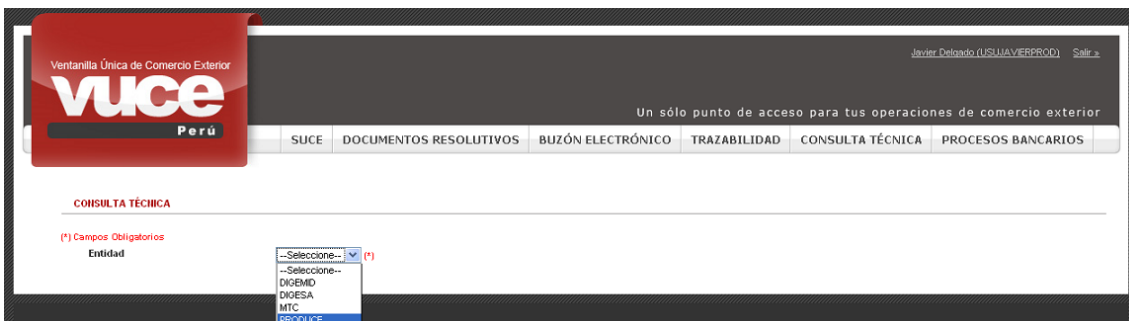 Ventanilla Única de Comercio Exterior
vuce
Perú
Javier Delgado (USUJAVIERPROD) Salir »
Un sólo punto de acceso para tus operaciones de comercio exterior
SUCE DOCUMENTOS RESOLUTIVOS BUZÓN ELECTRÓNICO TRAZABILIDAD CONSULTA TÉCNICA PROCESOS BANCARIOS
CONSULTA TÉCNICA
(*) Campos Obligatorios
Entidad --Seleccione-- (*)
--Seleccione--
DIGEMID
DIGESA
MTC
PRODUCE